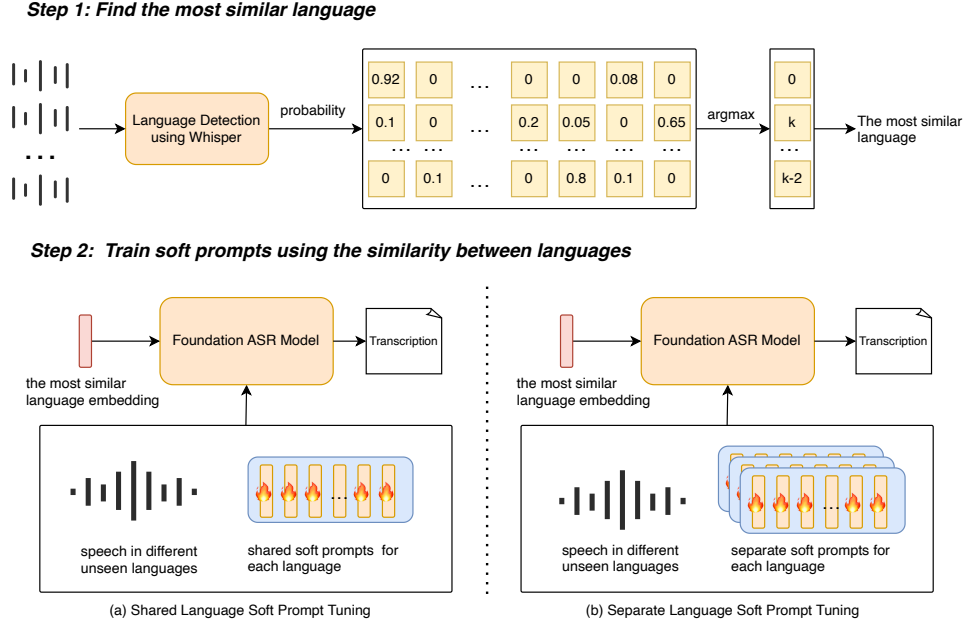 Step 1: Find the most similar language
Language Detection
using Whisper
probability
0.92 0 ... 0 0 0.08 0
0.1 0 ... 0.2 0.05 0 0.65
... ... ... ... ...
0 0.1 ... 0 0.8 0.1 0
argmax
0
k
...
k-2
The most similar
language
...
Step 2: Train soft prompts using the similarity between languages
Foundation ASR Model
Transcription
the most similar
language embedding
...
speech in different
unseen languages
shared soft prompts for
each language
(a) Shared Language Soft Prompt Tuning
Foundation ASR Model
Transcription
the most similar
language embedding
...
speech in different
unseen languages
separate soft prompts for
each language
(b) Separate Language Soft Prompt Tuning